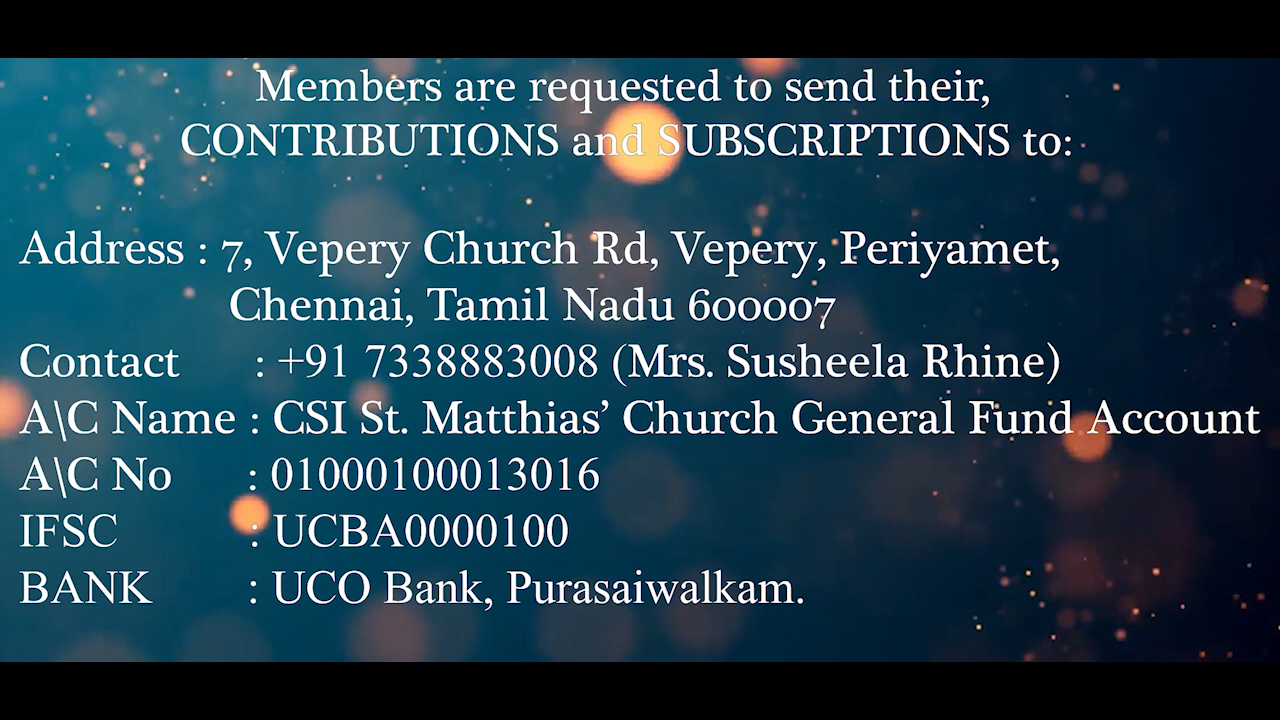 Members are requested to send their,
CONTRIBUTIONS and SUBSCRIPTIONS to:
Address : 7, Vepery Church Rd, Vepery, Periyamet,
Chennai, Tamil Nadu 600007
Contact : +91 7338883008 (Mrs. Susheela Rhine)
A\C Name : CSI St. Matthias’ Church General Fund Account
A\C No : 01000100013016
IFSC : UCBA0000100
BANK : UCO Bank, Purasaiwalkam.